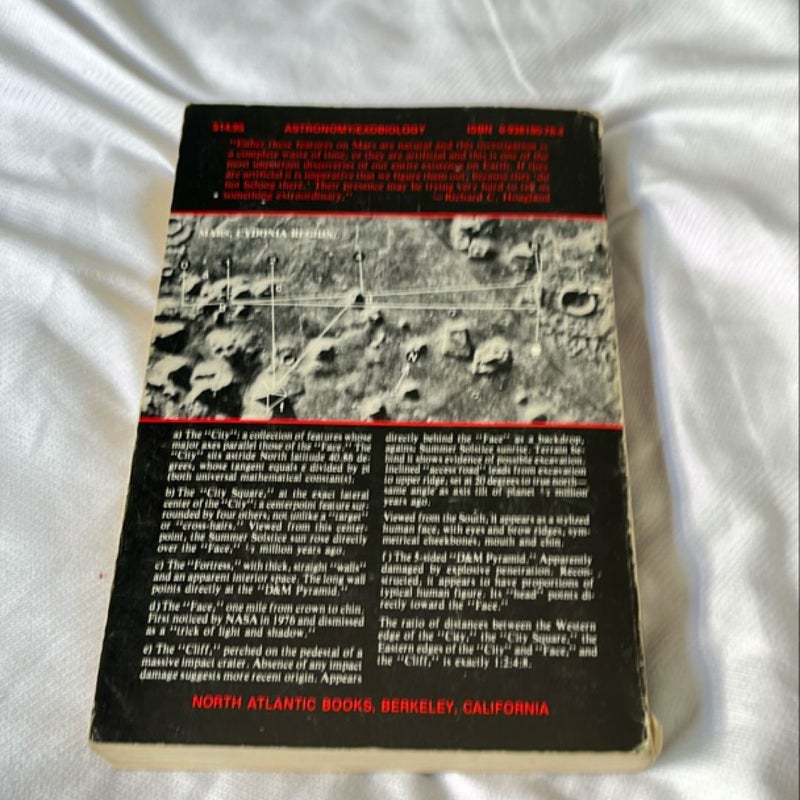 $14.95 ASTRONOMY/EXOBIOLOGY ISBN 0-938190-78-4
"Either these features on Mars are natural and this investigation is
a complete waste of time, or they are artificial and this is one of the
most important discoveries of our entire existence on Earth. If they
are artificial it is imperative that we figure them out, because they 'do
not belong there.' Their presence may be trying very hard to tell us
something extraordinary." —Richard C. Hoagland
MARS, CYDONIA REGION:
a) The "City": a collection of features whose
major axes parallel those of the "Face." The
"City" sits astride North latitude 40.86 de-
grees, whose tangent equals e divided by pi
(both universal mathematical constants).
b) The "City Square," at the exact lateral
center of the "City": a centerpoint feature sur-
rounded by four others, not unlike a "target"
or "cross-hairs." Viewed from this center
point, the Summer Solstice sun rose directly
over the "Face," ½ million years ago.
c) The "Fortress," with thick, straight "walls"
and an apparent interior space. The long wall
points directly at the "D&M Pyramid."
d) The "Face," one mile from crown to chin.
First noticed by NASA in 1976 and dismissed
as a "trick of light and shadow."
e) The "Cliff," perched on the pedestal of a
massive impact crater. Absence of any impact
damage suggests more recent origin. Appears
directly behind the "Face" as a backdrop,
against Summer Solstice sunrise. Terrain be-
hind it shows evidence of possible excavation.
Inclined "access road" leads from excavation
to upper ridge, set at 20 degrees to true north—
same angle as axis tilt of planet ½ million
years ago.
Viewed from the South, it appears as a stylized
second face, with eyes and brow ridges, sym-
metrical cheekbones, mouth and chin.
f) The 5-sided "D&M Pyramid." Apparently
damaged by explosive penetration. Recon-
structed, it appears to have proportions of
typical human figure. Its "head" points di-
rectly toward the "Face."
The ratio of distances between the Western
edge of the "City," the "City Square," the
Eastern edges of the "City" and "Face," and
the "Cliff," is exactly 1:2:4:8.
NORTH ATLANTIC BOOKS, BERKELEY, CALIFORNIA